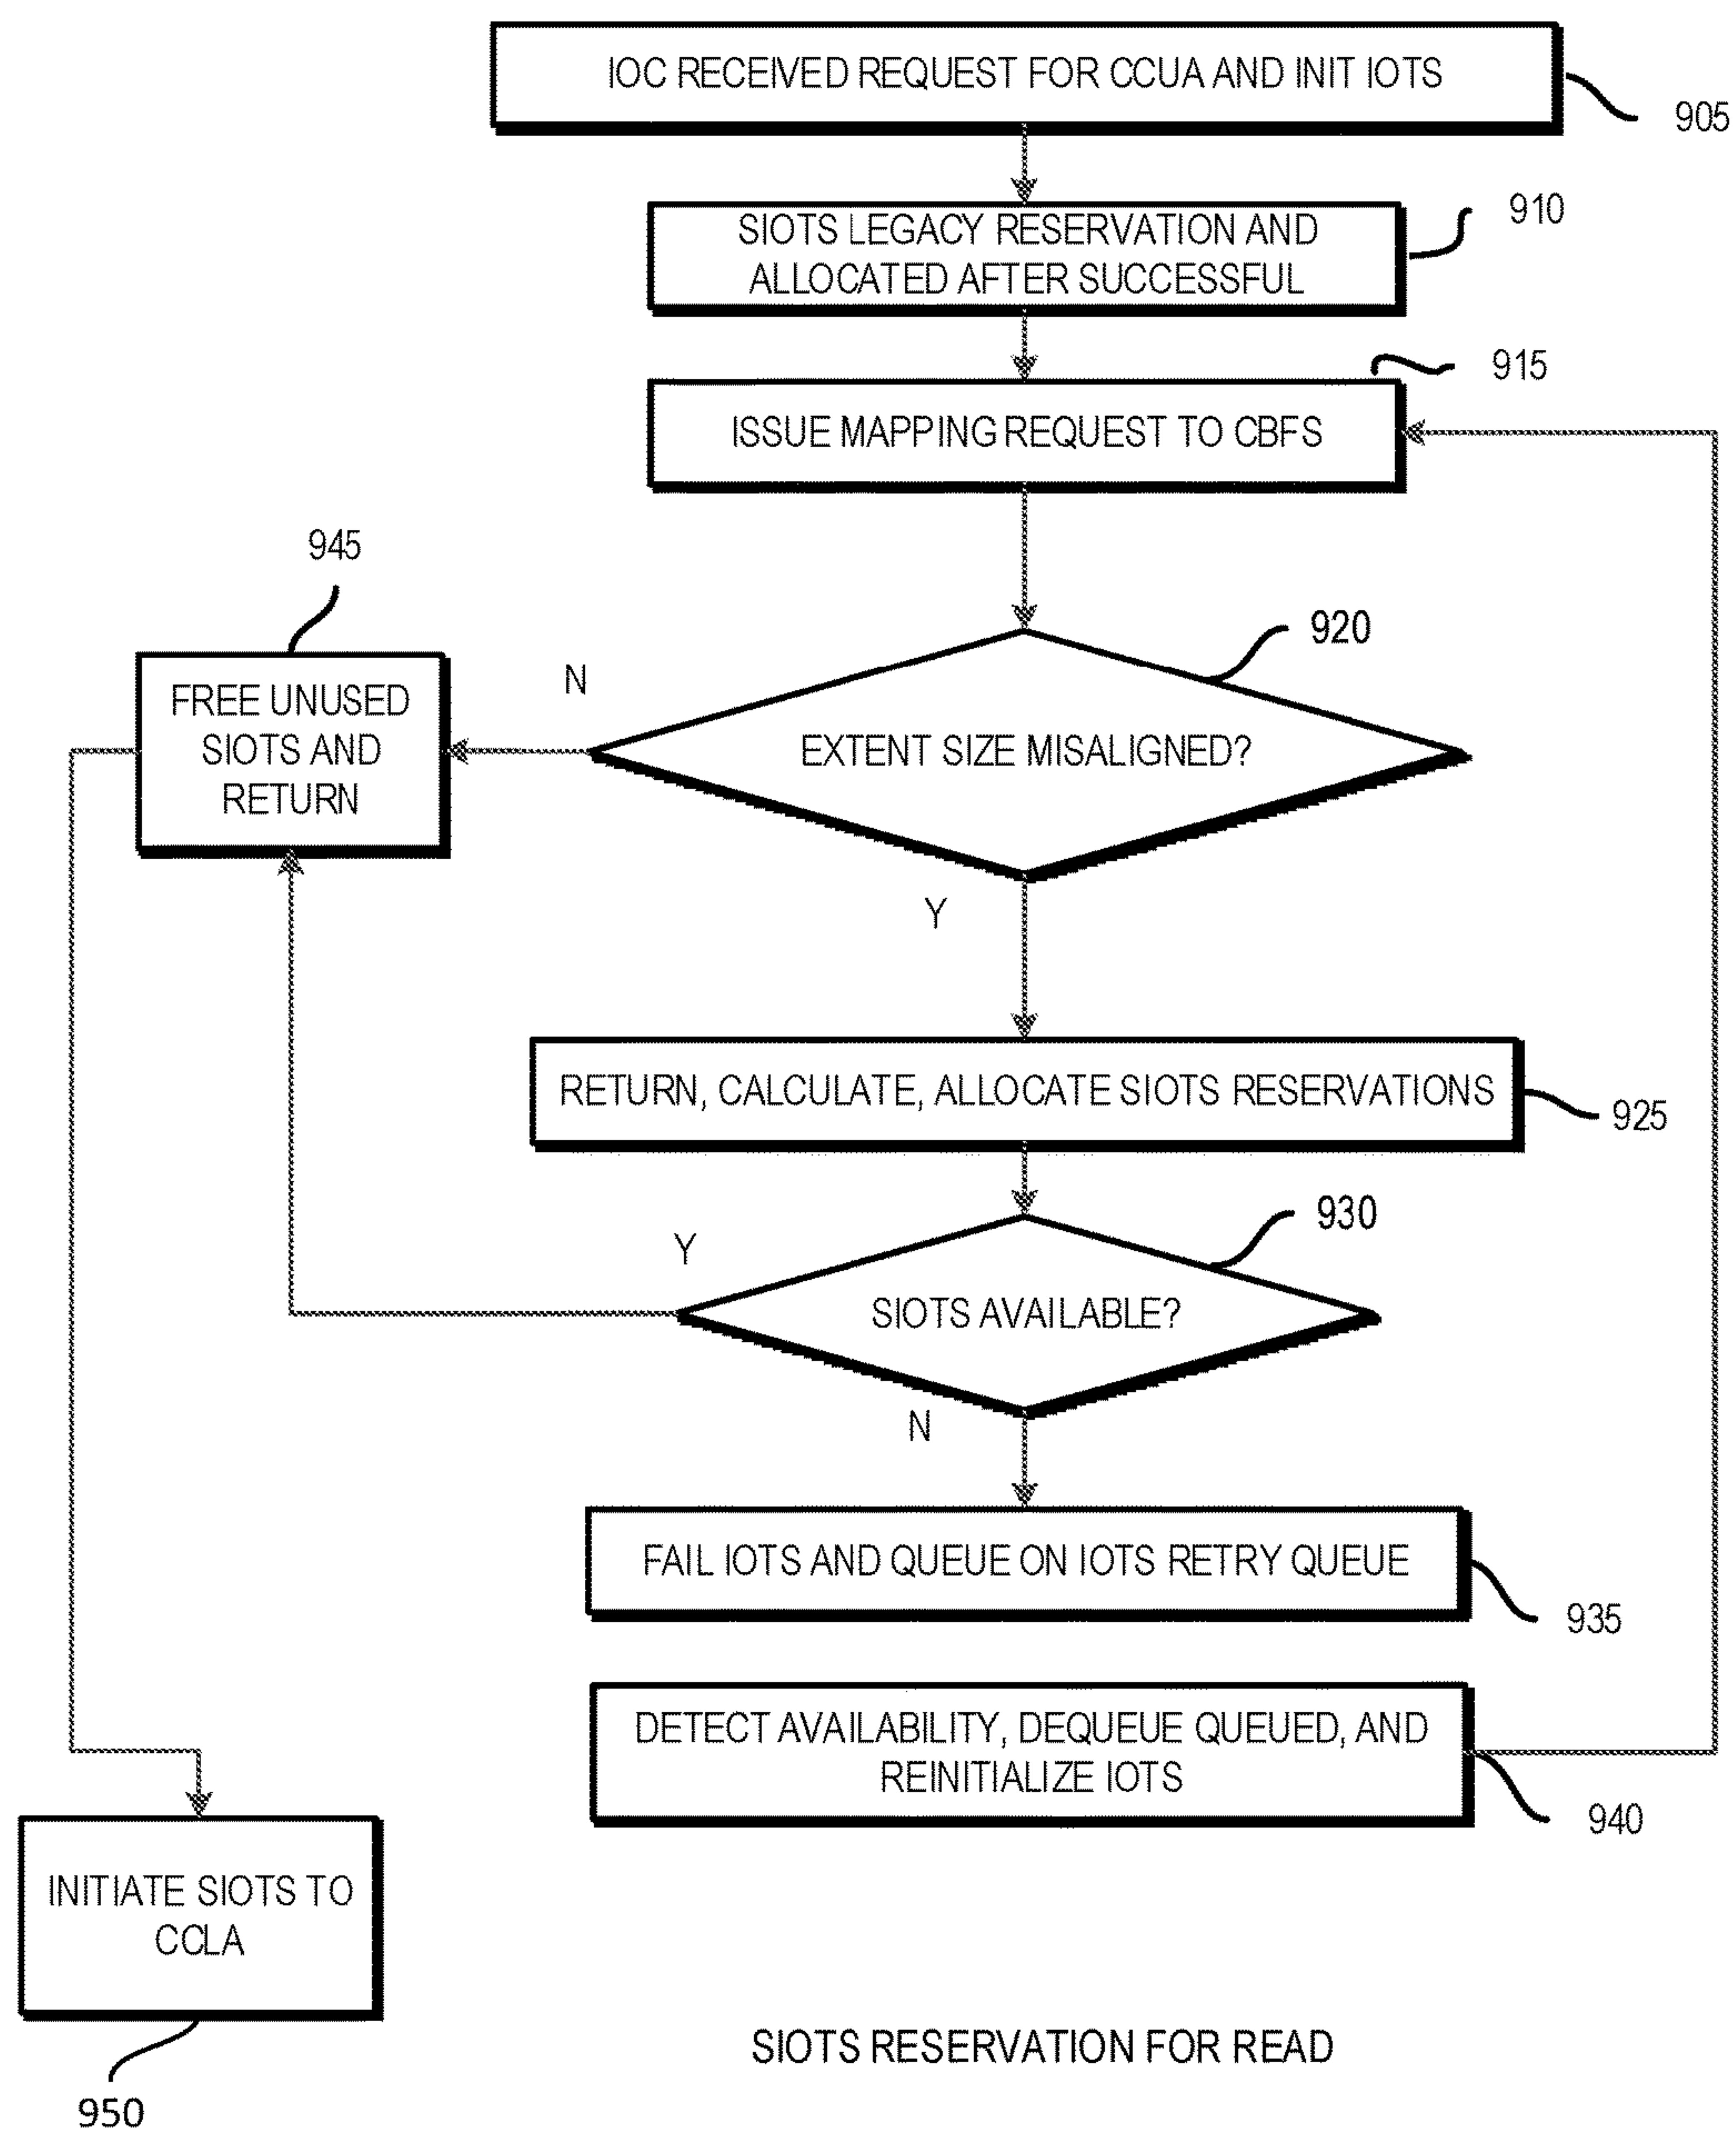 IOC RECEIVED REQUEST FOR CCUA AND INIT IOTS
905
910
SIOTS LEGACY RESERVATION AND
ALLOCATED AFTER SUCCESSFUL
915
ISSUE MAPPING REQUEST TO CBFS
945
920
N
FREE UNUSED
SIOTS AND
RETURN
EXTENT SIZE MISALIGNED?
Y
RETURN, CALCULATE, ALLOCATE SIOTS RESERVATIONS
925
930
Y
SIOTS AVAILABLE?
N
FAIL IOTS AND QUEUE ON IOTS RETRY QUEUE
935
DETECT AVAILABILITY, DEQUEUE QUEUED, AND
REINITIALIZE IOTS
940
INITIATE SIOTS TO
CCLA
SIOTS RESERVATION FOR READ
950